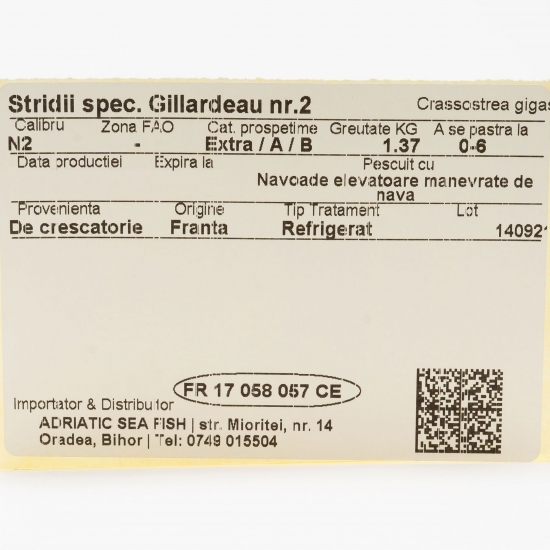 Stridii spec. Gillardeau nr.2 Crassostrea gigas
Calibru Zona FAO Cat. prospetime Greutate KG A se pastra la
N2 - Extra / A / B 1.37 0-6
Data productiei Expira la Pescuit cu
Navoade elevatoare manevrate de
nava
Provenienta Origine Tip Tratament Lot
De crescatorie Franta Refrigerat 14092
FR 17 058 057 CE
Importator & Distribuitor
ADRIATIC SEA FISH | str. Mioritei, nr. 14
Oradea, Bihor | Tel: 0749 015504